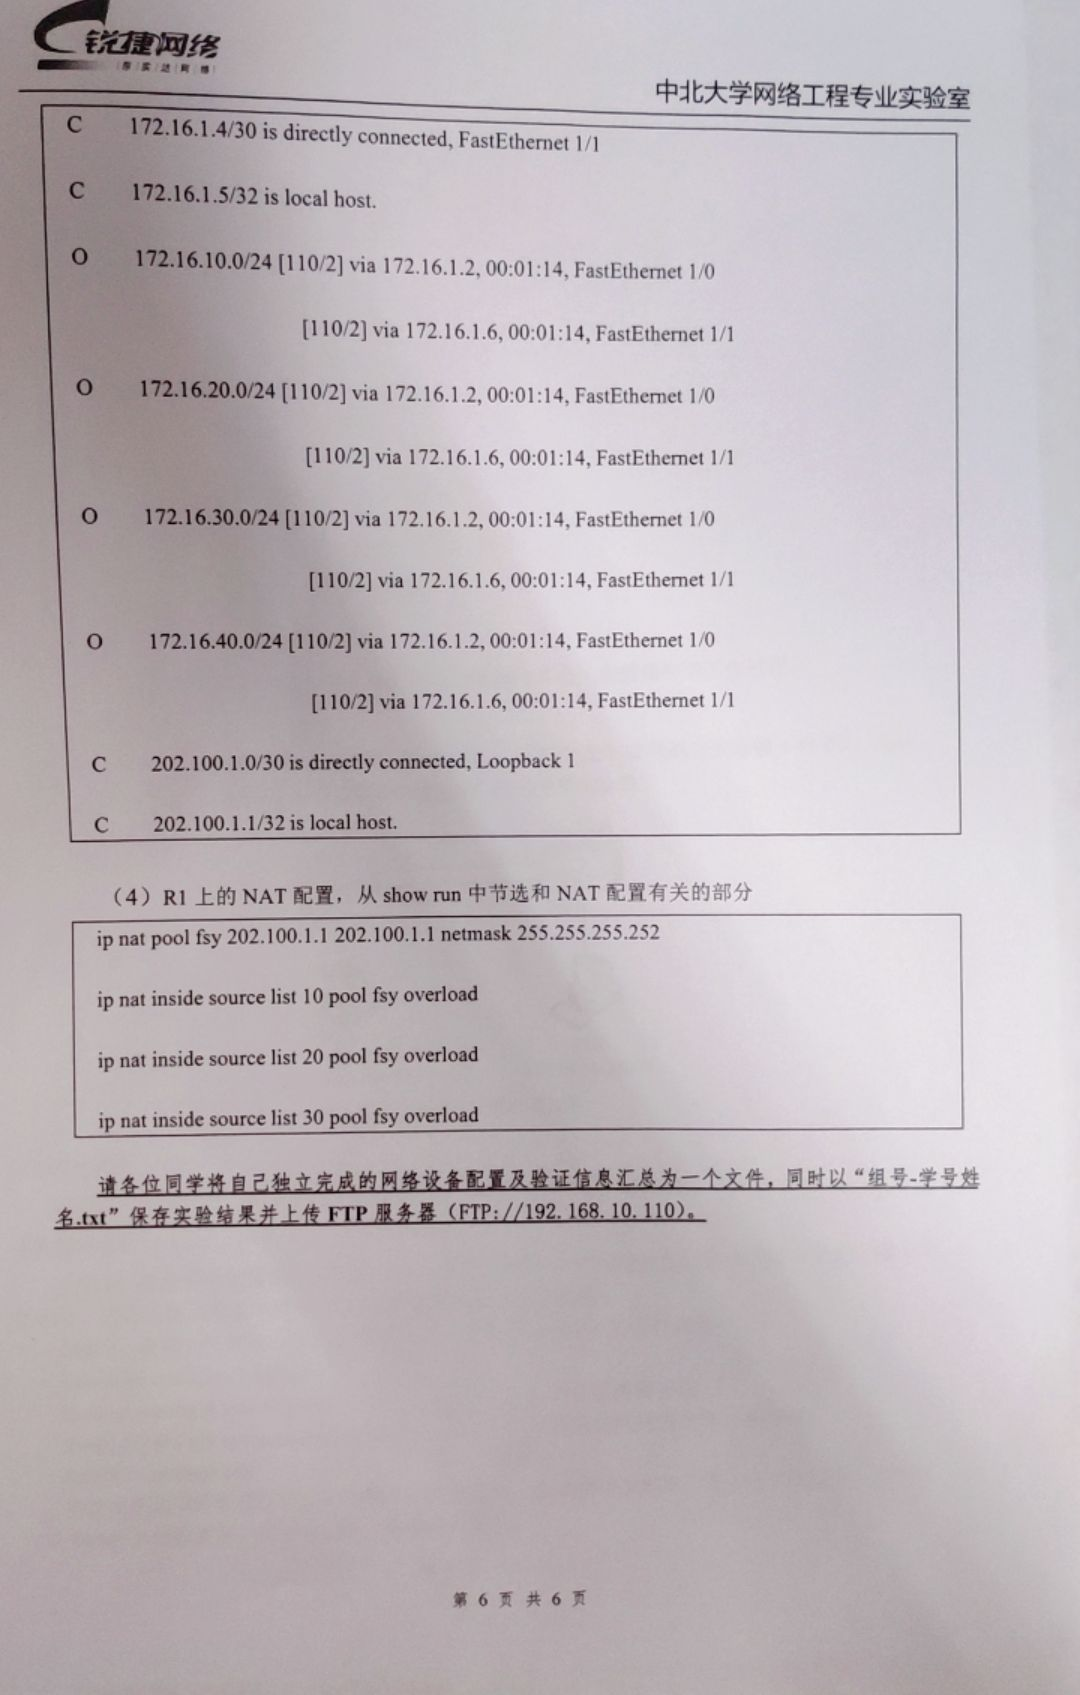 锐捷网络
中北大学网络工程专业实验室
C 172.16.1.4/30 is directly connected, FastEthernet 1/1
C 172.16.1.5/32 is local host.
O 172.16.10.0/24 [110/2] via 172.16.1.2, 00:01:14, FastEthernet 1/0
[110/2] via 172.16.1.6, 00:01:14, FastEthernet 1/1
O 172.16.20.0/24 [110/2] via 172.16.1.2, 00:01:14, FastEthernet 1/0
[110/2] via 172.16.1.6, 00:01:14, FastEthernet 1/1
O 172.16.30.0/24 [110/2] via 172.16.1.2, 00:01:14, FastEthernet 1/0
[110/2] via 172.16.1.6, 00:01:14, FastEthernet 1/1
O 172.16.40.0/24 [110/2] via 172.16.1.2, 00:01:14, FastEthernet 1/0
[110/2] via 172.16.1.6, 00:01:14, FastEthernet 1/1
C 202.100.1.0/30 is directly connected, Loopback 1
C 202.100.1.1/32 is local host.
（4）R1 上的 NAT 配置，从 show run 中节选和 NAT 配置有关的部分
ip nat pool fsy 202.100.1.1 202.100.1.1 netmask 255.255.255.252
ip nat inside source list 10 pool fsy overload
ip nat inside source list 20 pool fsy overload
ip nat inside source list 30 pool fsy overload
请各位同学将自己独立完成的网络设备配置及验证信息汇总为一个文件，同时以“组号-学号姓
名.txt”保存实验结果并上传 FTP 服务器（FTP://192.168.10.110）。
第 6 页 共 6 页